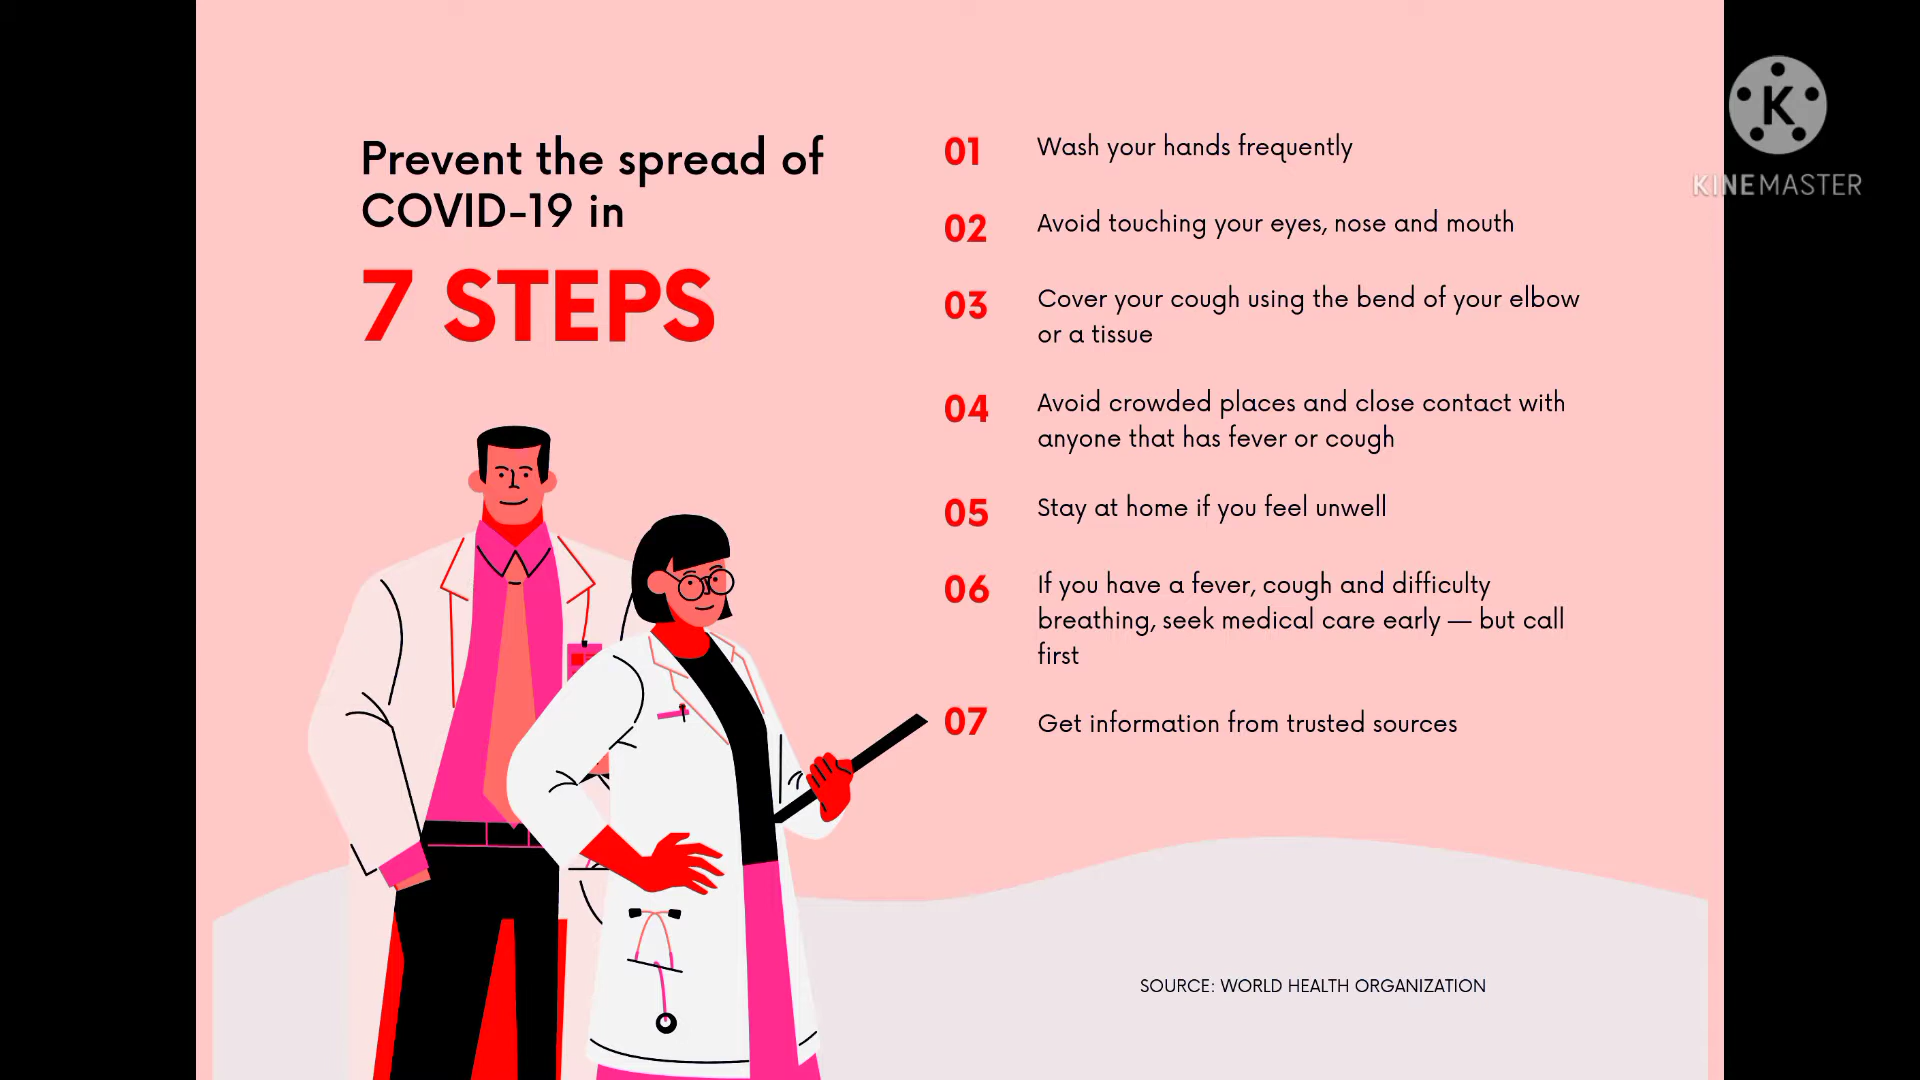 Prevent the spread of
COVID-19 in
7 STEPS
01 Wash your hands frequently
02 Avoid touching your eyes, nose and mouth
03 Cover your cough using the bend of your elbow
or a tissue
04 Avoid crowded places and close contact with
anyone that has fever or cough
05 Stay at home if you feel unwell
06 If you have a fever, cough and difficulty
breathing, seek medical care early — but call
first
07 Get information from trusted sources
SOURCE: WORLD HEALTH ORGANIZATION
K
KINEMASTER